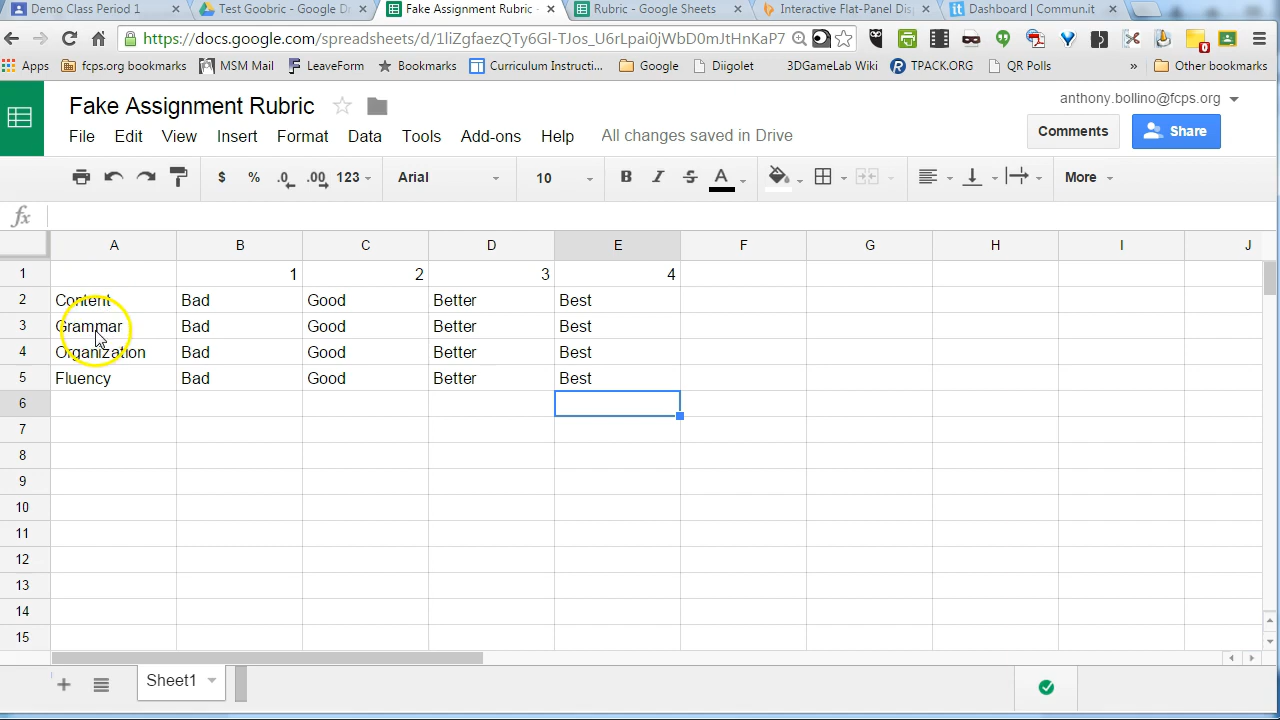 Demo Class Period 1 Test Goobric - Google D Fake Assignment Rubric - Rubric - Google Sheets Interactive Flat-Panel Dis Dashboard | Commun.it
https://docs.google.com/spreadsheets/d/
Apps fcps.org bookmarks MSM Mail LeaveForm Bookmarks Curriculum Instructi... Google Diigolet 3DGameLab Wiki TPACK.ORG QR Polls » Other bookmarks
Fake Assignment Rubric
anthony.bollino@fcps.org
File Edit View Insert Format Data Tools Add-ons Help All changes saved in Drive
Comments Share
$ % .0 .00 123 Arial 10 B I S A More
fx
A B C D E F G H I J
1 1 2 3 4
2 Content Bad Good Better Best
3 Grammar Bad Good Better Best
4 Organization Bad Good Better Best
5 Fluency Bad Good Better Best
6
7
8
9
10
11
12
13
14
15
+ Sheet1